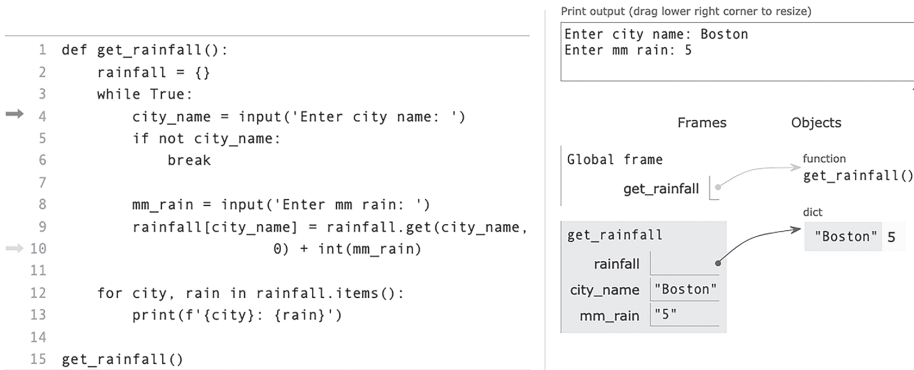 1 def get_rainfall():
2     rainfall = {}
3     while True:
4         city_name = input('Enter city name: ')
5         if not city_name:
6             break
7
8         mm_rain = input('Enter mm rain: ')
9         rainfall[city_name] = rainfall.get(city_name,
10                         0) + int(mm_rain)
11
12     for city, rain in rainfall.items():
13         print(f'{city}: {rain}')
14
15 get_rainfall()
Print output (drag lower right corner to resize)
Enter city name: Boston
Enter mm rain: 5
Frames Objects
Global frame
get_rainfall
function
get_rainfall()
get_rainfall
rainfall
city_name "Boston"
mm_rain "5"
dict
"Boston" 5